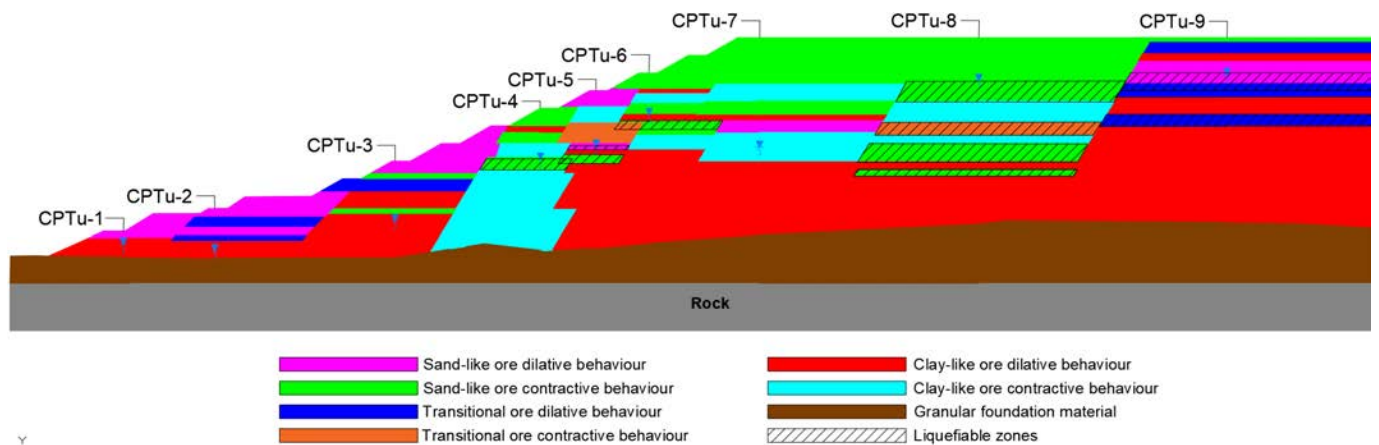 CPTu-7
CPTu-8
CPTu-9
CPTu-6
CPTu-5
CPTu-4
CPTu-3
CPTu-2
CPTu-1
Rock
Sand-like ore dilative behaviour
Clay-like ore dilative behaviour
Sand-like ore contractive behaviour
Clay-like ore contractive behaviour
Transitional ore dilative behaviour
Granular foundation material
Transitional ore contractive behaviour
Liquefiable zones
Y